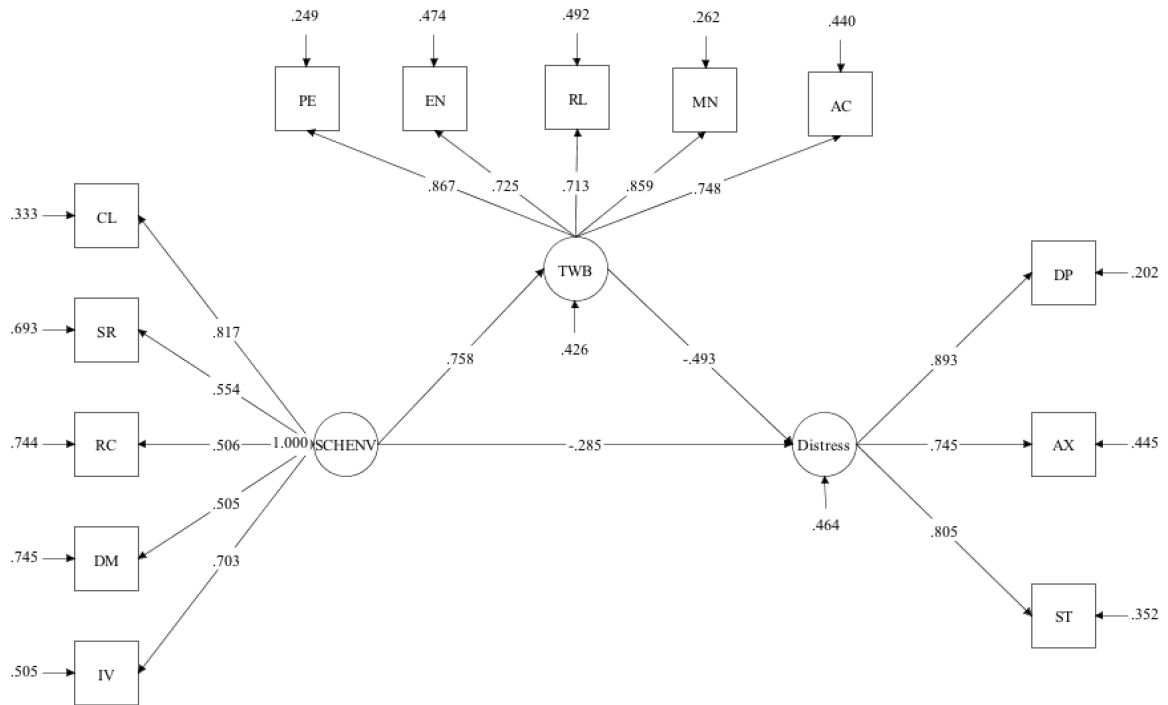 .249
.474
.492
.262
.440
PE
EN
RL
MN
AC
.867
.725
.713
.859
.748
.333
CL
TWB
DP
.202
.693
SR
.817
.426
.758
-.493
.893
.554
.744
RC
.506
1.000
SCHENV
-.285
Distress
.745
AX
.445
.505
.464
.805
.745
DM
.703
ST
.352
.505
IV